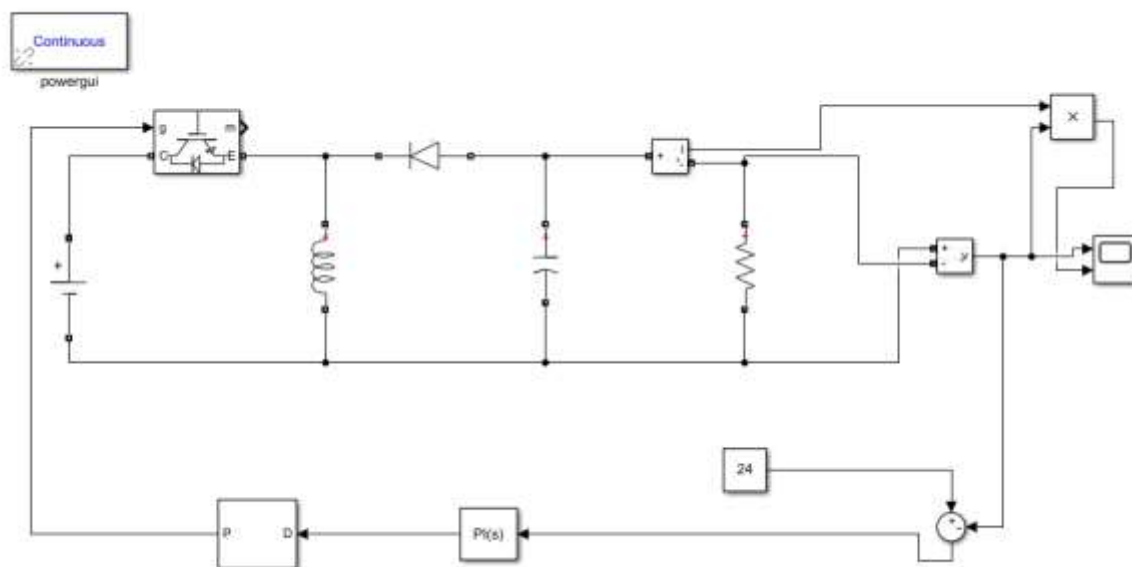 Continuous
powergui
g
m
C
E
+
i
-
×
+
+
-
v
24
+
-
P
D
PI(s)